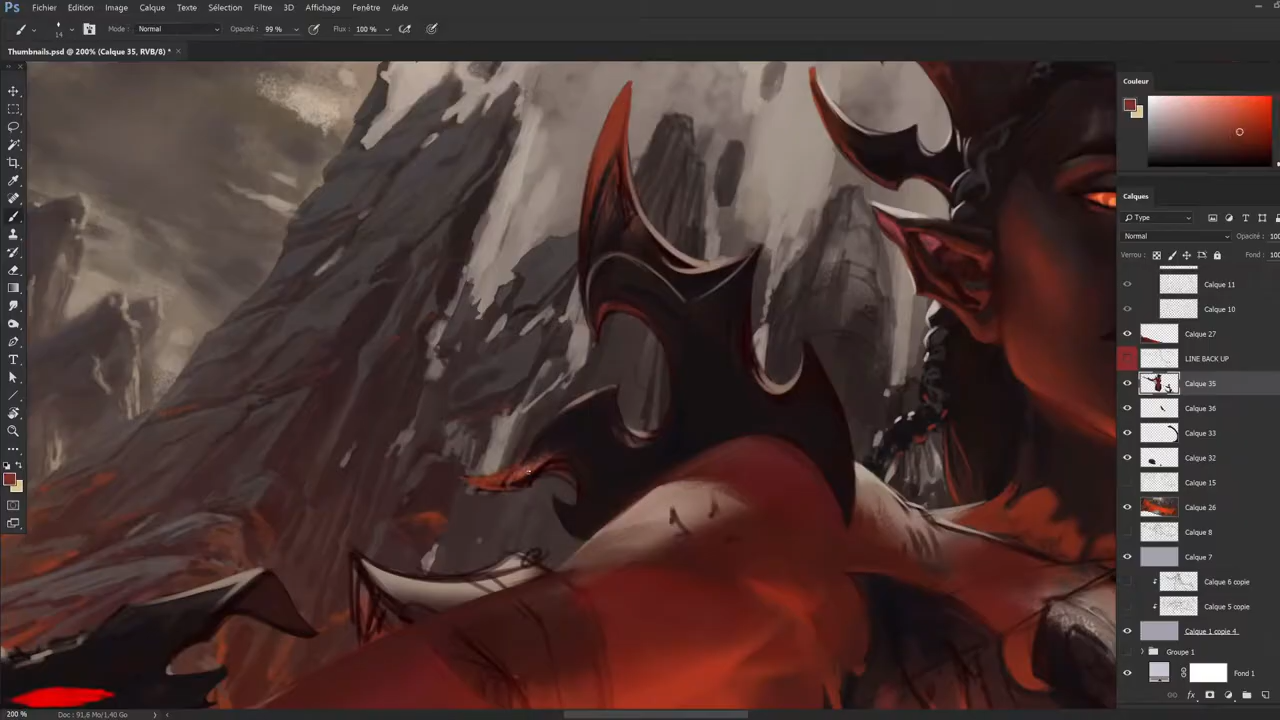 Ps Fichier Edition Image Calque Texte Sélection Filtre 3D Affichage Fenêtre Aide
14 Mode : Normal Opacité : 99 % Flux : 100 %
Thumbnails.psd @ 200% (Calque 35, RVB/8) * ×
Couleur
Calques
Type
Normal Opacité : 100
Verrou : Fond : 100
Calque 11
Calque 10
Calque 27
LINE BACK UP
Calque 35
Calque 36
Calque 33
Calque 32
Calque 15
Calque 26
Calque 8
Calque 7
Calque 6 copie
Calque 5 copie
Calque 1 copie 4
Groupe 1
Fond 1
200 % Doc : 91,6 Mo/1,40 Go